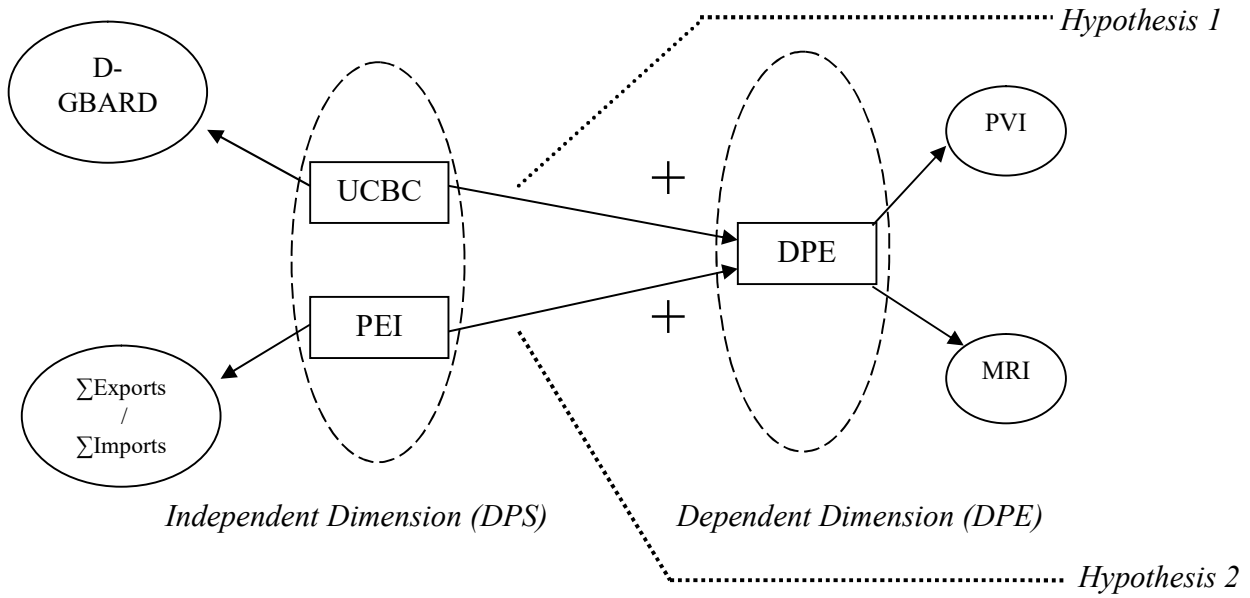 Hypothesis 1
D-
GBARD
PVI
+
UCBC
DPE
PEI
+
∑Exports
/
∑Imports
MRI
Independent Dimension (DPS)
Dependent Dimension (DPE)
Hypothesis 2